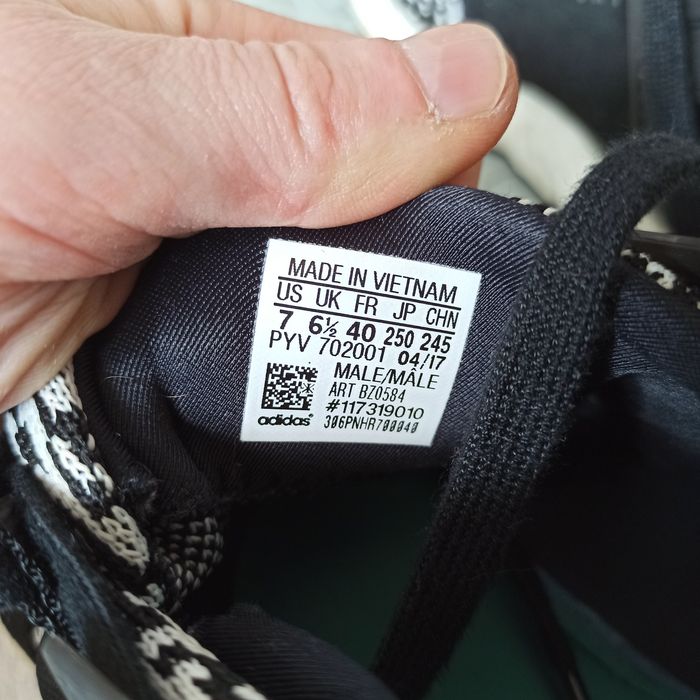 MADE IN VIETNAM
US UK FR JP CHN
7 6½ 40 250 245
PYV 702001 04/17
MALE/MÂLE
ART BZ0584
#117319010
adidas 306PNHR700040